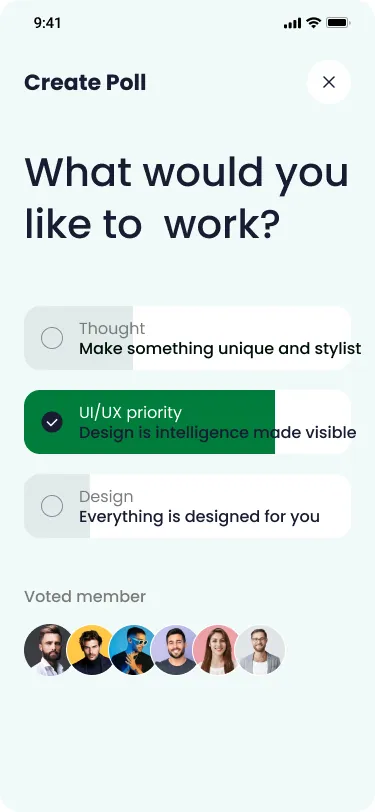 9:41
Create Poll
What would you
like to work?
Thought
Make something unique and stylist
UI/UX priority
Design is intelligence made visible
Design
Everything is designed for you
Voted member